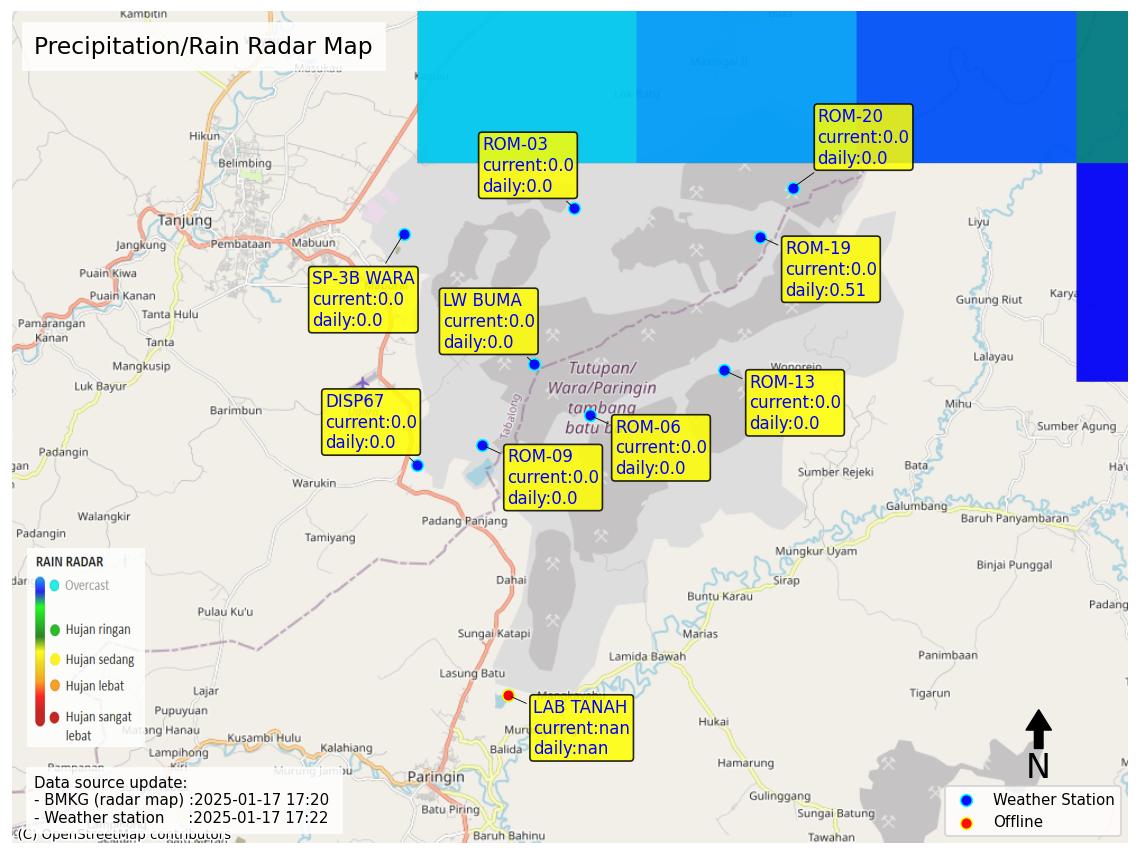 Kambitin
Precipitation/Rain Radar Map
Masukau
Kapar
Maringai II
Lok Batu
Hikun
Belimbing
ROM-03
current:0.0
daily:0.0
ROM-20
current:0.0
daily:0.0
Tanjung
Jangkung
Pembataan
Mabuun
Liyu
Puain Kiwa
Puain Kanan
SP-3B WARA
current:0.0
daily:0.0
LW BUMA
current:0.0
daily:0.0
ROM-19
current:0.0
daily:0.51
Gunung Riut
Karya
Tanta Hulu
Pamarangan
Kanan
Tanta
Mangkusip
Lalayau
Luk Bayur
Tutupan/
Wara/Paringin
tambang
batu b
Wonorejo
ROM-13
current:0.0
daily:0.0
Barimbun
DISP67
current:0.0
daily:0.0
Tabalong
ROM-06
current:0.0
daily:0.0
Mihu
Sumber Agung
Padangin
gan
ROM-09
current:0.0
daily:0.0
Bata
Sumber Rejeki
Warukin
Galumbang
Baruh Panyambaran
Walangkir
Padangin
Padang Panjang
Tamiyang
Mungkur Uyam
Binjai Punggal
RAIN RADAR
Overcast
Hujan ringan
Hujan sedang
Hujan lebat
Hujan sangat
lebat
Dahai
Sirap
Buntu Karau
Padang
Pulau Ku'u
Sungai Katapi
Marias
Lamida Bawah
Panimbaan
Lasung Batu
Lajar
Tigarun
Pupuyuan
LAB TANAH
current:nan
daily:nan
Matang Hanau
Kusambi Hulu
Kalahiang
Muru
Balida
Hukai
Lampihong
Hamarung
N
Murung Jambu
Paringin
Data source update:
- BMKG (radar map) :2025-01-17 17:20
- Weather station :2025-01-17 17:22
Batu Piring
Gulinggang
Sungai Batung
Weather Station
Offline
(C) OpenStreetMap contributors
Baruh Bahinu
Tawahan